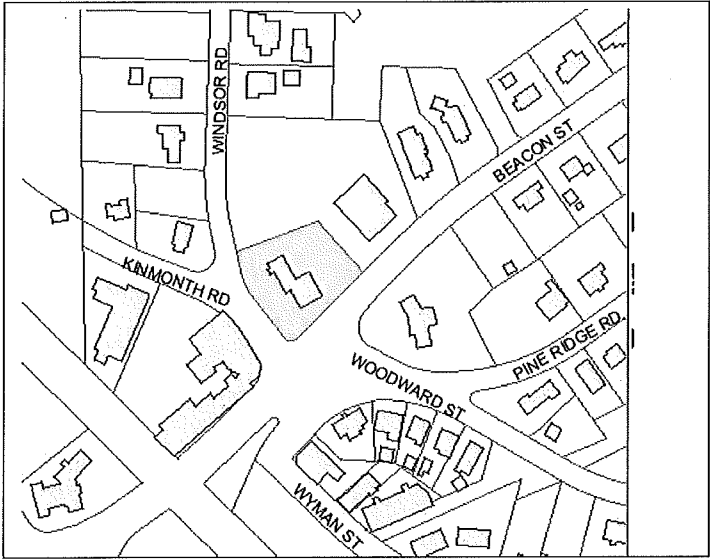 WINDSOR RD
BEACON ST
KINMONTH RD
PINE RIDGE RD.
WOODWARD ST
WYMAN ST